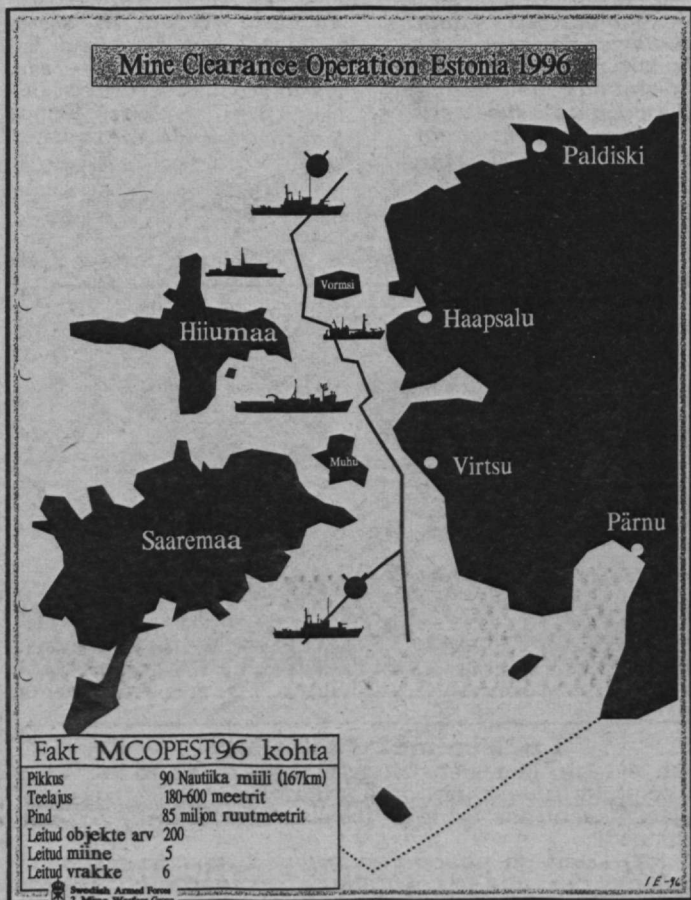 Mine Clearance Operation Estonia 1996
Paldiski
Vormsi
Haapsalu
Hiiumaa
Muhu
Virtsu
Pärnu
Saaremaa
Fakt MCOPEST96 kohta
Pikkus 90 Nautiika miili (167km)
Teelajus 180-600 meetrit
Pind 85 miljon ruutmeetrit
Leitud objekte arv 200
Leitud miine 5
Leitud vrakke 6
Swedish Armed Forces
IE-96